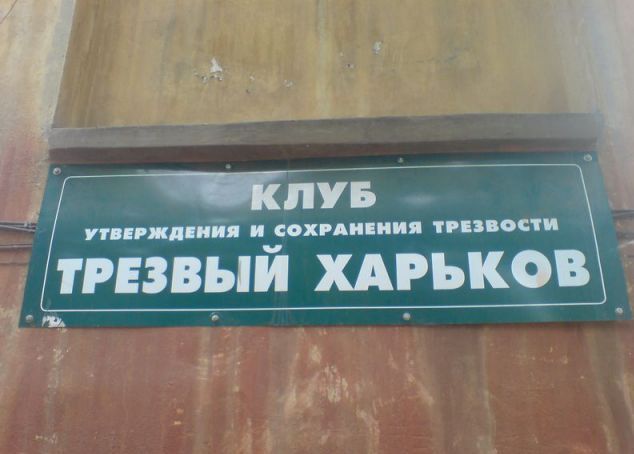 КЛУБ
УТВЕРЖДЕНИЯ И СОХРАНЕНИЯ ТРЕЗВОСТИ
ТРЕЗВЫЙ ХАРЬКОВ